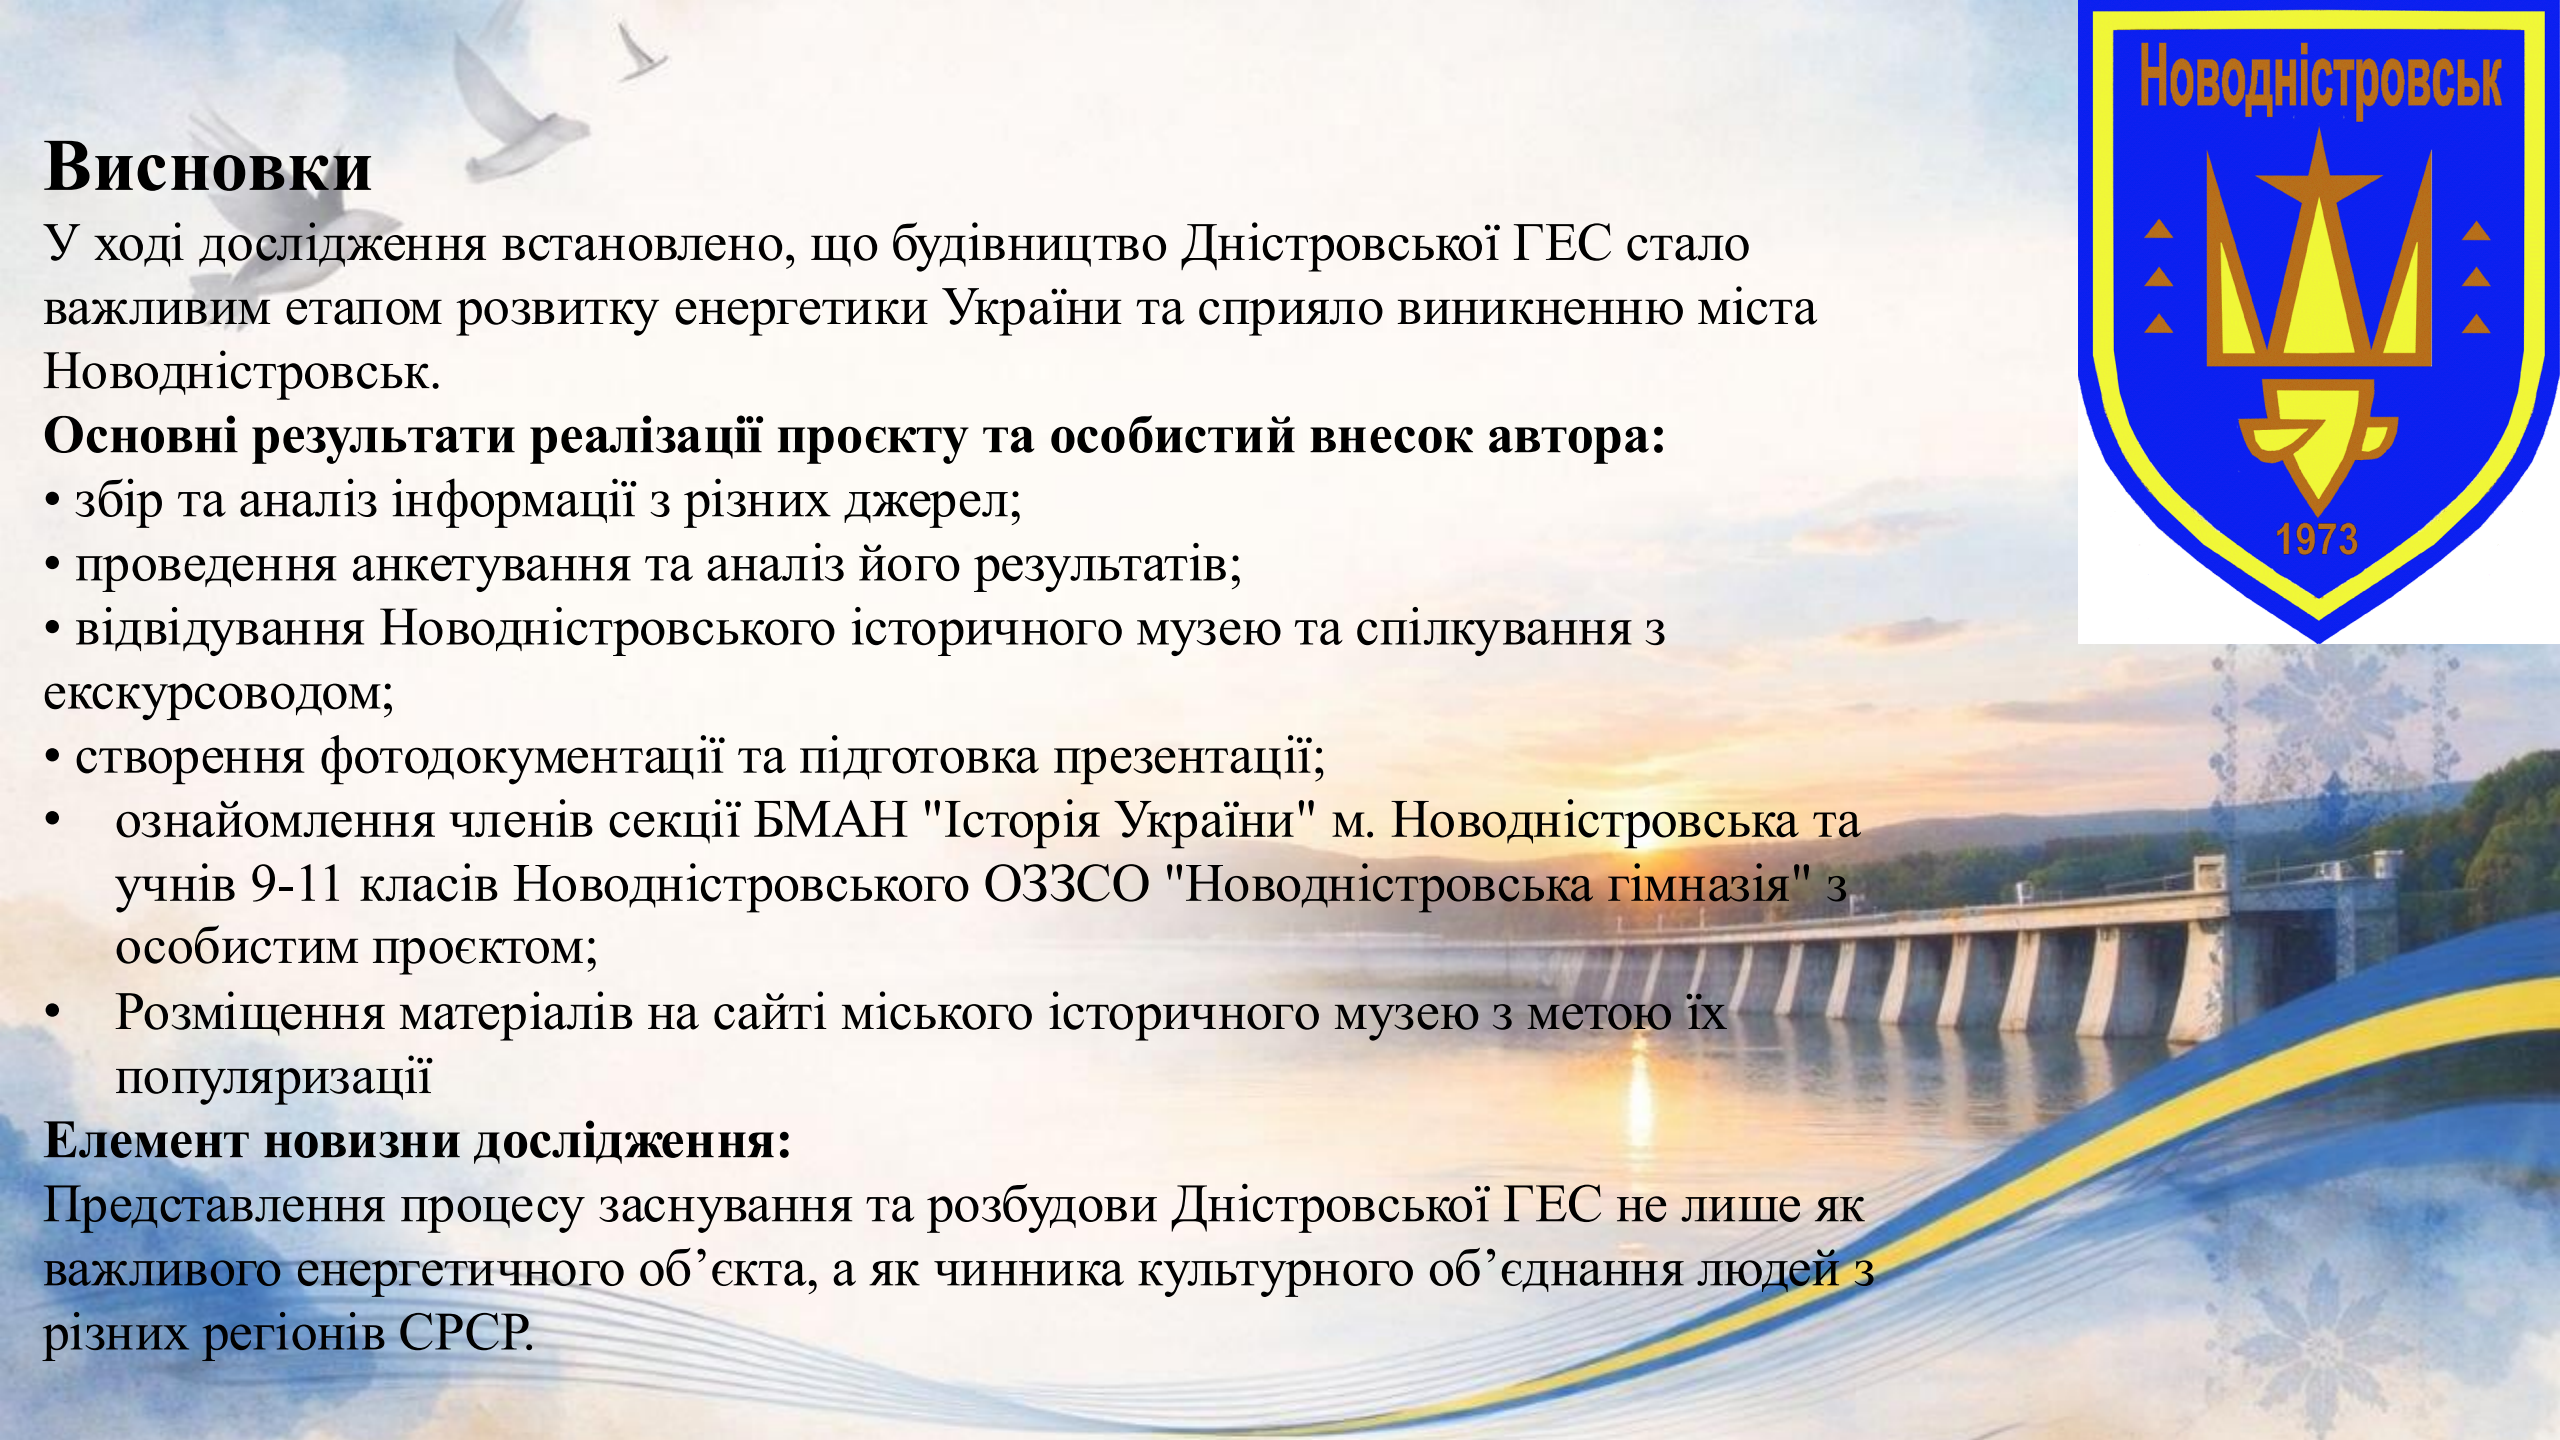 Висновки
У ході дослідження встановлено, що будівництво Дністровської ГЕС стало
важливим етапом розвитку енергетики України та сприяло виникненню міста
Новодністровськ.
Основні результати реалізації проєкту та особистий внесок автора:
• збір та аналіз інформації з різних джерел;
• проведення анкетування та аналіз його результатів;
• відвідування Новодністровського історичного музею та спілкування з
екскурсоводом;
• створення фотодокументації та підготовка презентації;
• ознайомлення членів секції БМАН "Історія України" м. Новодністровська та
учнів 9-11 класів Новодністровського ОЗЗСО "Новодністровська гімназія" з
особистим проєктом;
• Розміщення матеріалів на сайті міського історичного музею з метою їх
популяризації
Елемент новизни дослідження:
Представлення процесу заснування та розбудови Дністровської ГЕС не лише як
важливого енергетичного об’єкта, а як чинника культурного об’єднання людей з
різних регіонів СРСР.
Новодністровськ
1973